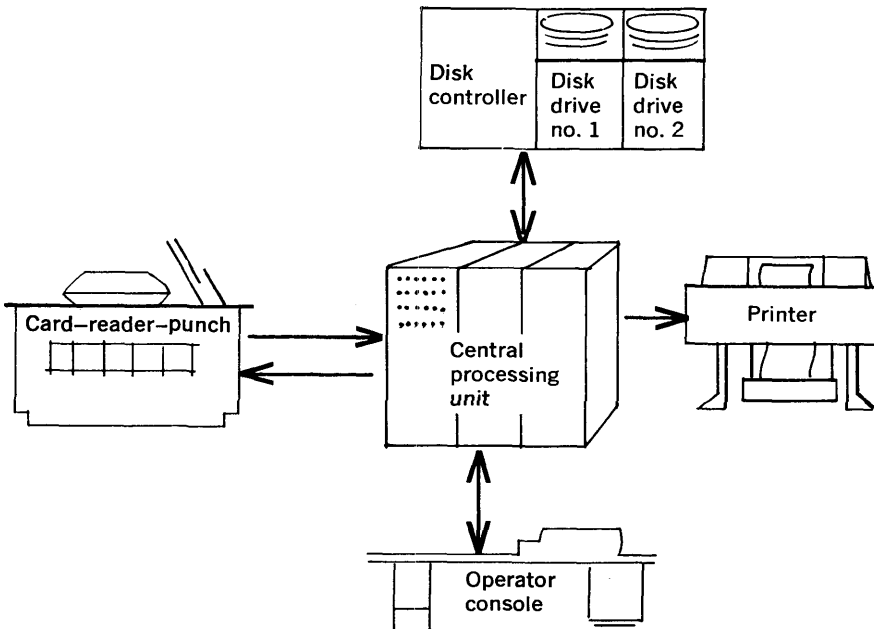 Disk
controller
Disk
drive
no. 1
Disk
drive
no. 2
Card–reader–punch
Central
processing
unit
Printer
Operator
console